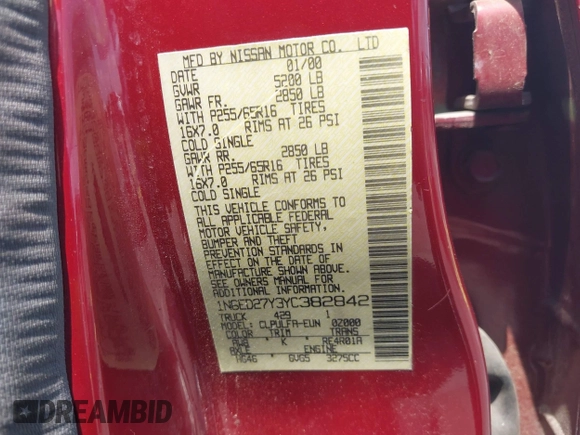 MFD BY NISSAN MOTOR CO. LTD
DATE 01/00
GVWR 5200 LB
GAWR FR. 2850 LB
WITH P255/65R16 TIRES
16X7.0 RIMS AT 26 PSI
COLD SINGLE
GAWR RR. 2850 LB
WITH P255/65R16 TIRES
16X7.0 RIMS AT 26 PSI
COLD SINGLE
THIS VEHICLE CONFORMS TO
ALL APPLICABLE FEDERAL
MOTOR VEHICLE SAFETY,
BUMPER AND THEFT
PREVENTION STANDARDS IN
EFFECT ON THE DATE OF
MANUFACTURE SHOWN ABOVE.
SEE OWNERS MANUAL FOR
ADDITIONAL INFORMATION.
TRUCK 429 1
MODEL CLPULFA-EUN 0Z000
COLOR TRIM TRANS
K RE4R01A
AXLE ENGINE
HG46 3275CC
DREAMBID